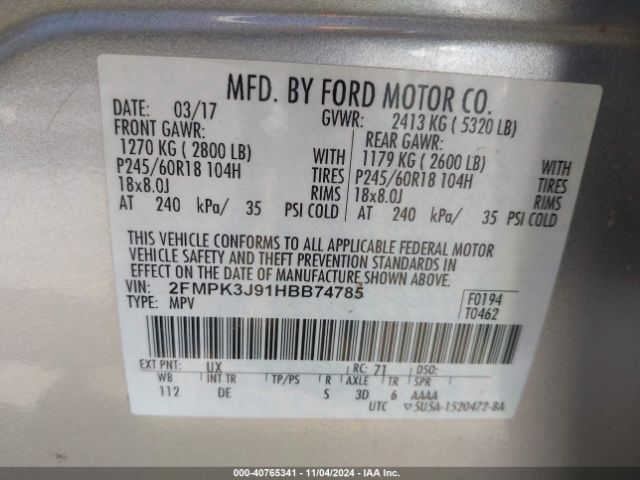 MFD. BY FORD MOTOR CO.
DATE: 03/17 GVWR: 2413 KG ( 5320 LB)
FRONT GAWR: REAR GAWR:
1270 KG ( 2800 LB) WITH 1179 KG ( 2600 LB) WITH
P245/60R18 104H TIRES P245/60R18 104H TIRES
18x8.0J RIMS 18x8.0J RIMS
AT 240 kPa/ 35 PSI COLD AT 240 kPa/ 35 PSI COLD
THIS VEHICLE CONFORMS TO ALL APPLICABLE FEDERAL MOTOR
VEHICLE SAFETY AND THEFT PREVENTION STANDARDS IN
EFFECT ON THE DATE OF MANUFACTURE SHOWN ABOVE.
VIN: 2FMPK3J91HBB74785
TYPE: MPV
F0194
T0462
EXT PNT: UX RC: 71 DSO:
WB INT TR TP/PS R AXLE TR SPR
112 DE S 3D 6 AAAA
UTC 5U5A-1520472-BA
000-40765341 - 11/04/2024 - IAA Inc.